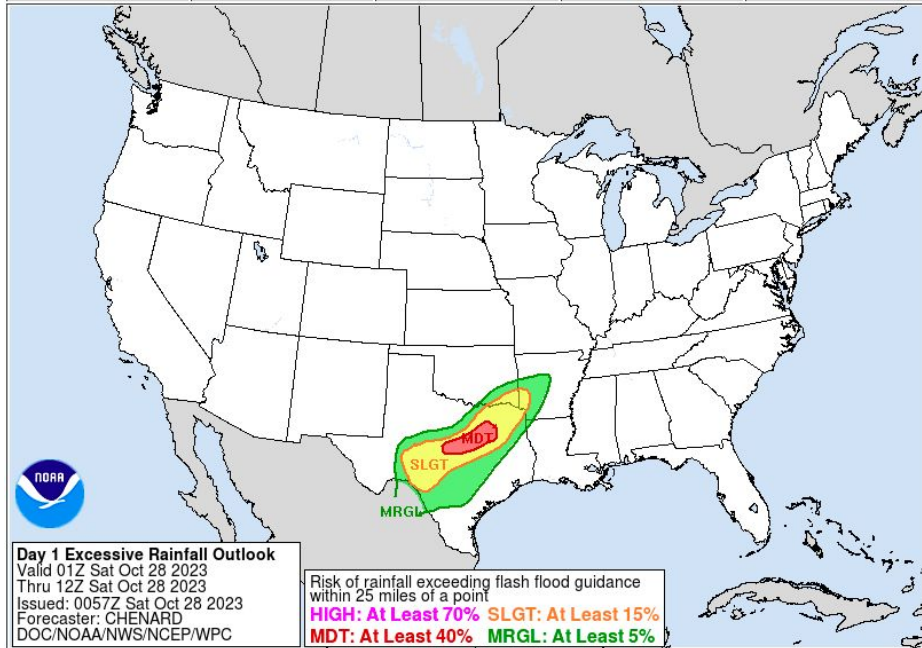 MDT
SLGT
MRGL
NOAA
Day 1 Excessive Rainfall Outlook
Valid 01Z Sat Oct 28 2023
Thru 12Z Sat Oct 28 2023
Issued: 0057Z Sat Oct 28 2023
Forecaster: CHENARD
DOC/NOAA/NWS/NCEP/WPC
Risk of rainfall exceeding flash flood guidance
within 25 miles of a point
HIGH: At Least 70% SLGT: At Least 15%
MDT: At Least 40% MRGL: At Least 5%